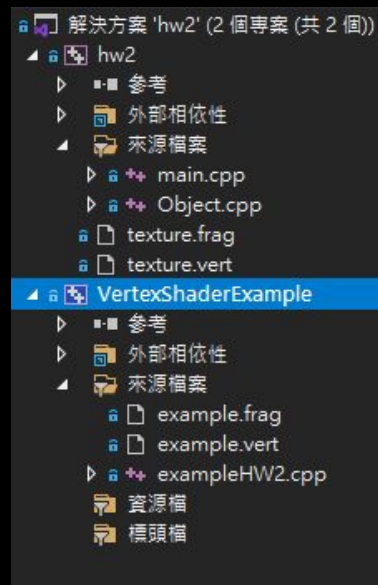 解決方案 'hw2' (2 個專案 (共 2 個))
hw2
參考
外部相依性
來源檔案
main.cpp
Object.cpp
texture.frag
texture.vert
VertexShaderExample
參考
外部相依性
來源檔案
example.frag
example.vert
exampleHW2.cpp
資源檔
標頭檔